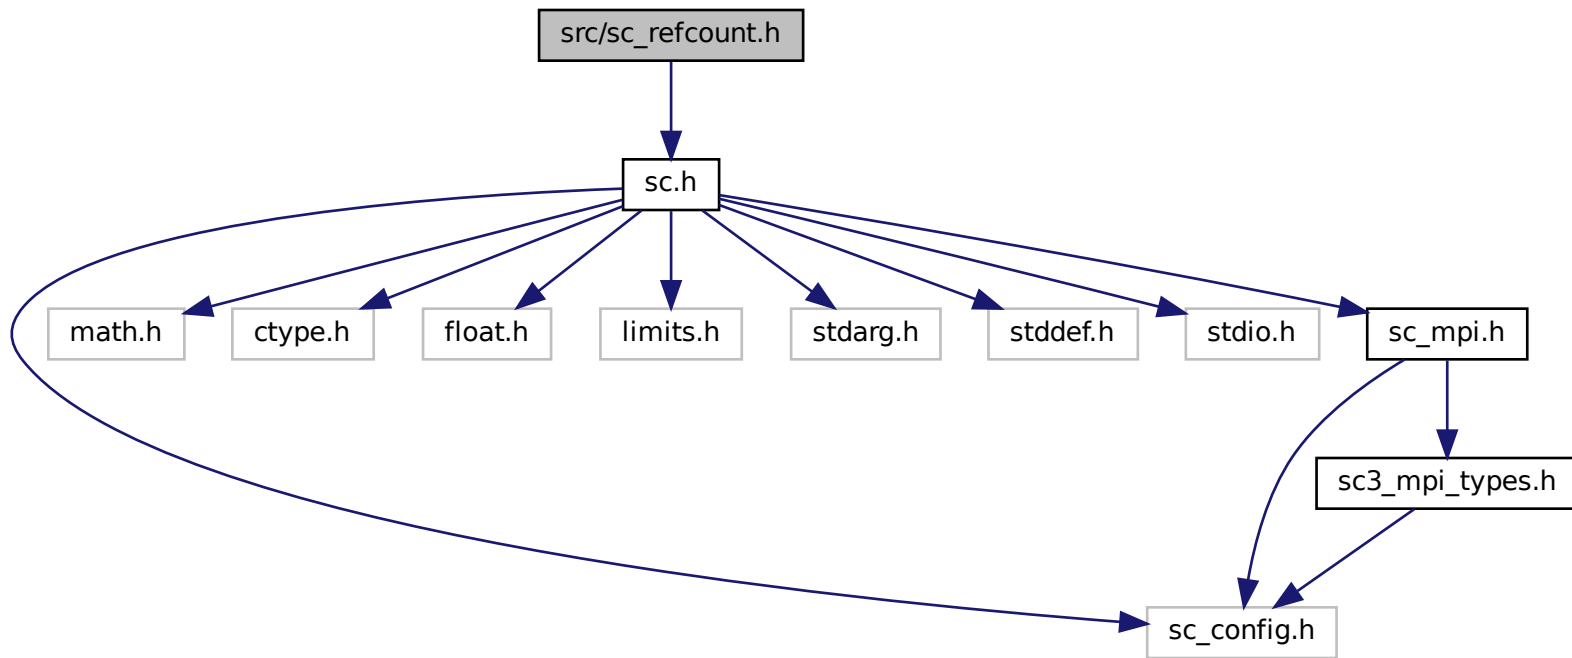 src/sc_refcount.h
sc.h
math.h
ctype.h
float.h
limits.h
stdarg.h
stddef.h
stdio.h
sc_mpi.h
sc3_mpi_types.h
sc_config.h